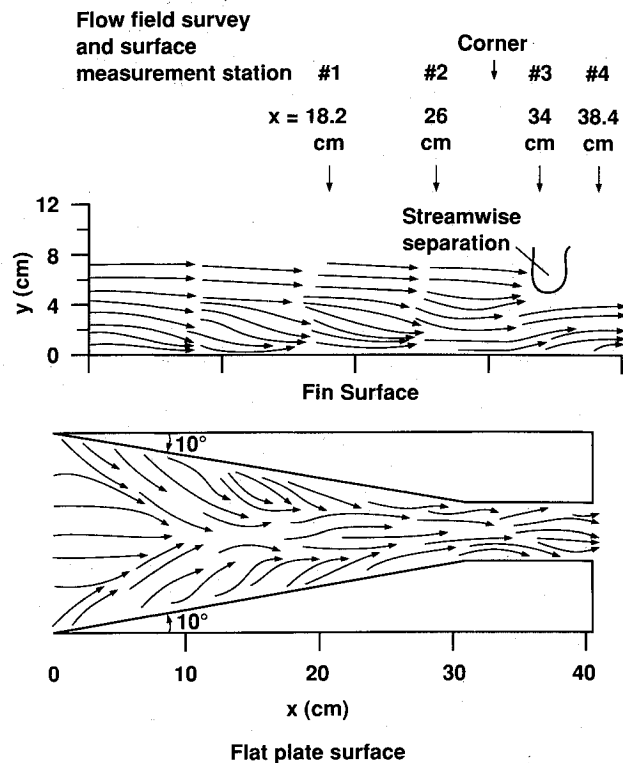 Flow field survey
and surface
measurement station #1 #2 Corner #3 #4
x = 18.2 26 34 38.4
cm cm cm cm
12
8
4
0
y (cm)
Streamwise
separation
Fin Surface
10°
10°
0 10 20 30 40
x (cm)
Flat plate surface